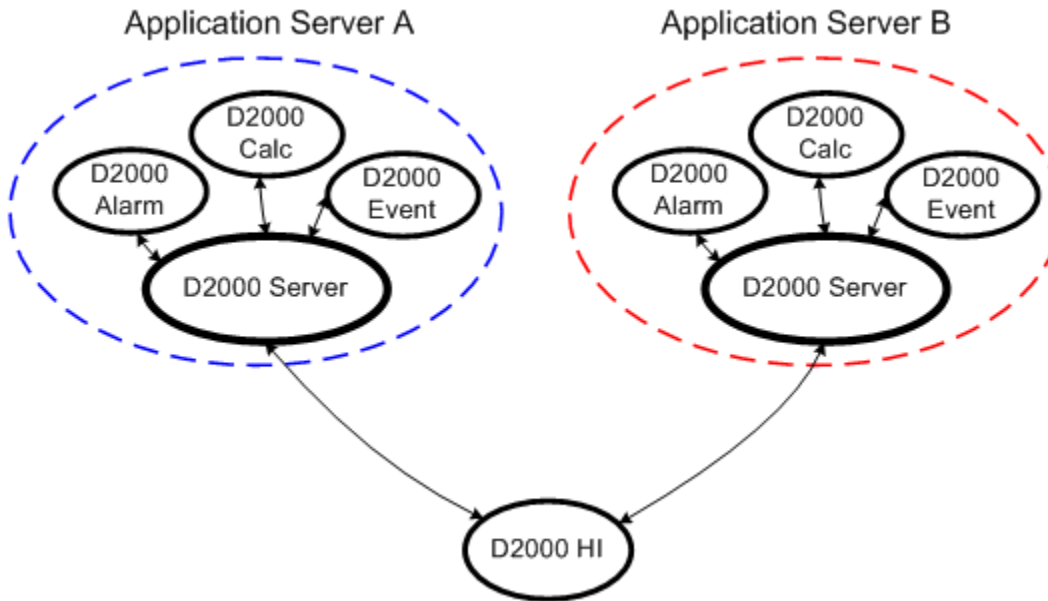 Application Server A
Application Server B
D2000
Calc
D2000
Alarm
D2000
Event
D2000 Server
D2000
Calc
D2000
Alarm
D2000
Event
D2000 Server
D2000 HI